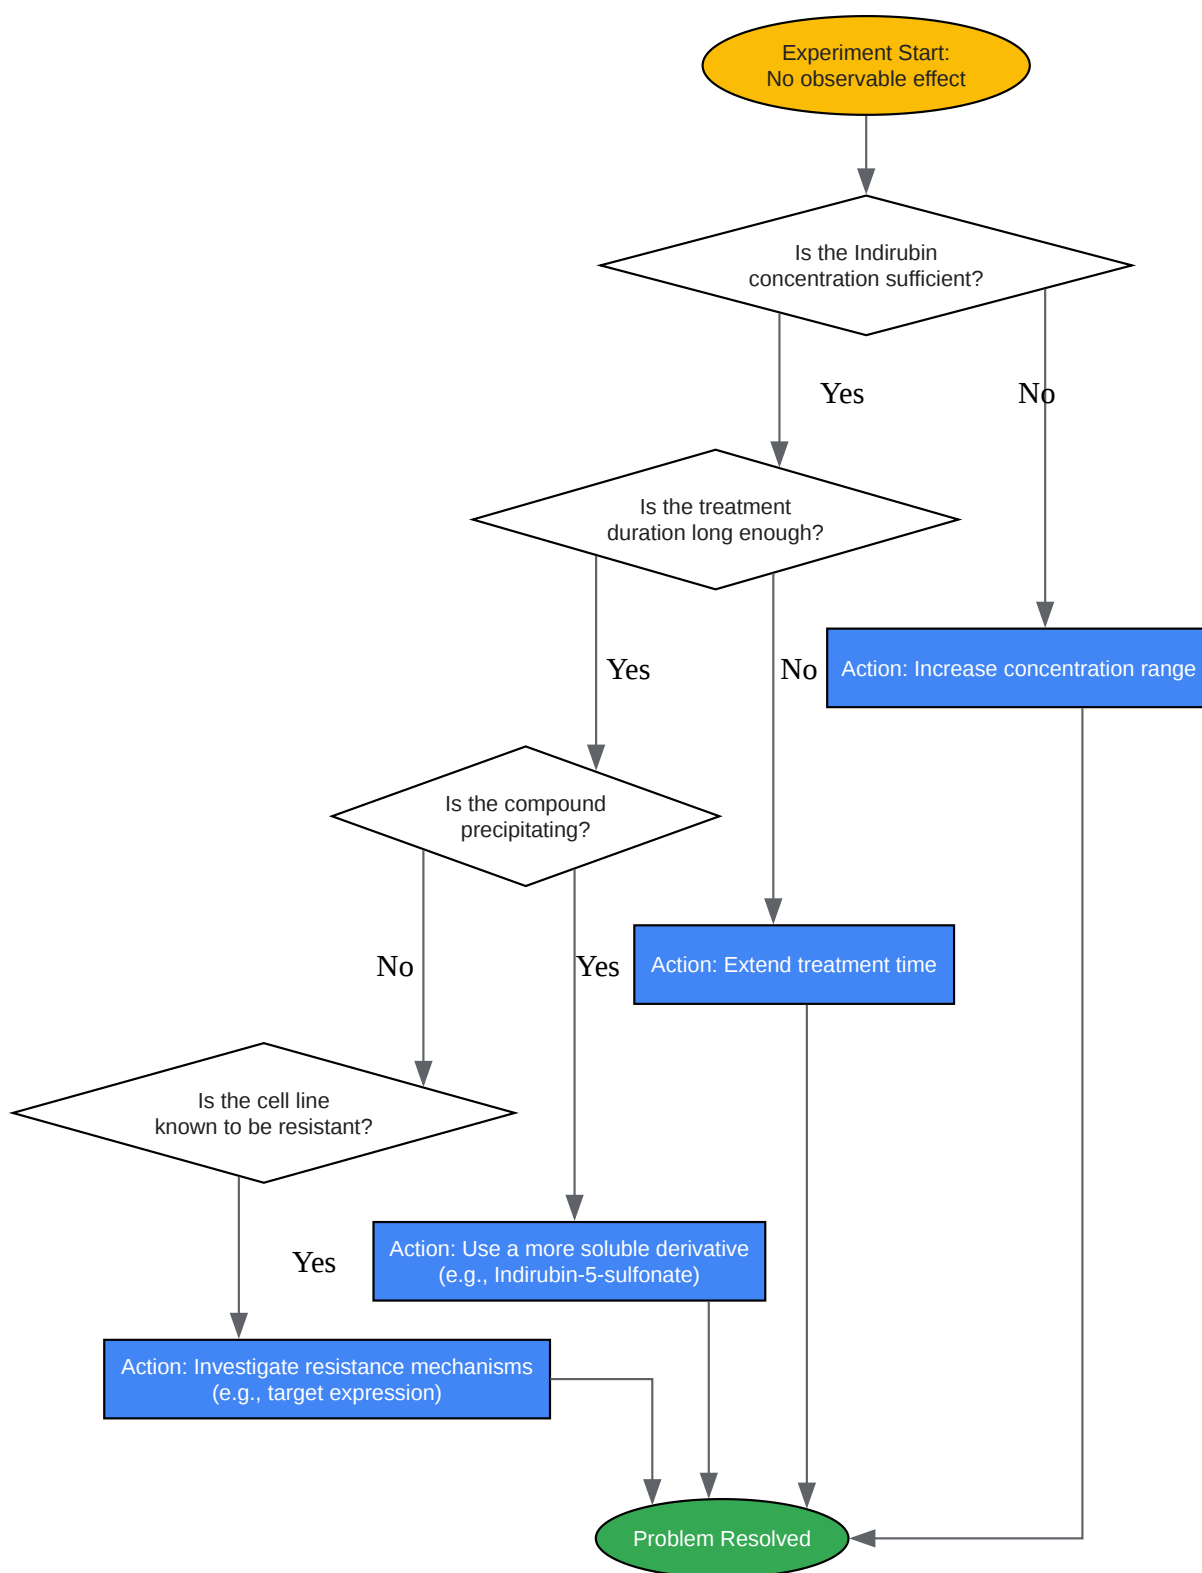 Experiment Start:
No observable effect
Is the Indirubin
concentration sufficient?
Yes
No
Is the treatment
duration long enough?
Yes
No
Action: Increase concentration range
Is the compound
precipitating?
No
Yes
Action: Extend treatment time
Is the cell line
known to be resistant?
Yes
Action: Use a more soluble derivative
(e.g., Indirubin-5-sulfonate)
Action: Investigate resistance mechanisms
(e.g., target expression)
Problem Resolved